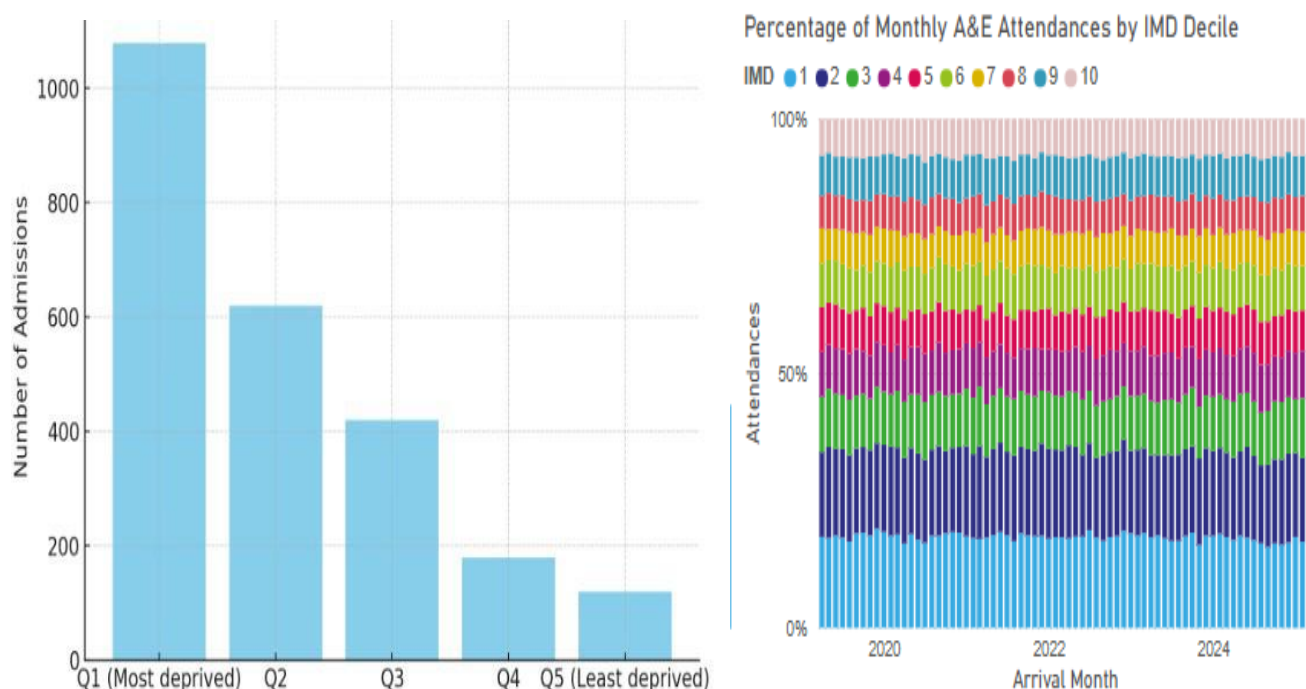 Number of Admissions
1000
800
600
400
200
0
Q1 (Most deprived) Q2 Q3 Q4 Q5 (Least deprived)
Percentage of Monthly A&E Attendances by IMD Decile
IMD 1 2 3 4 5 6 7 8 9 10
Attendances
100%
50%
0%
2020 2022 2024
Arrival Month